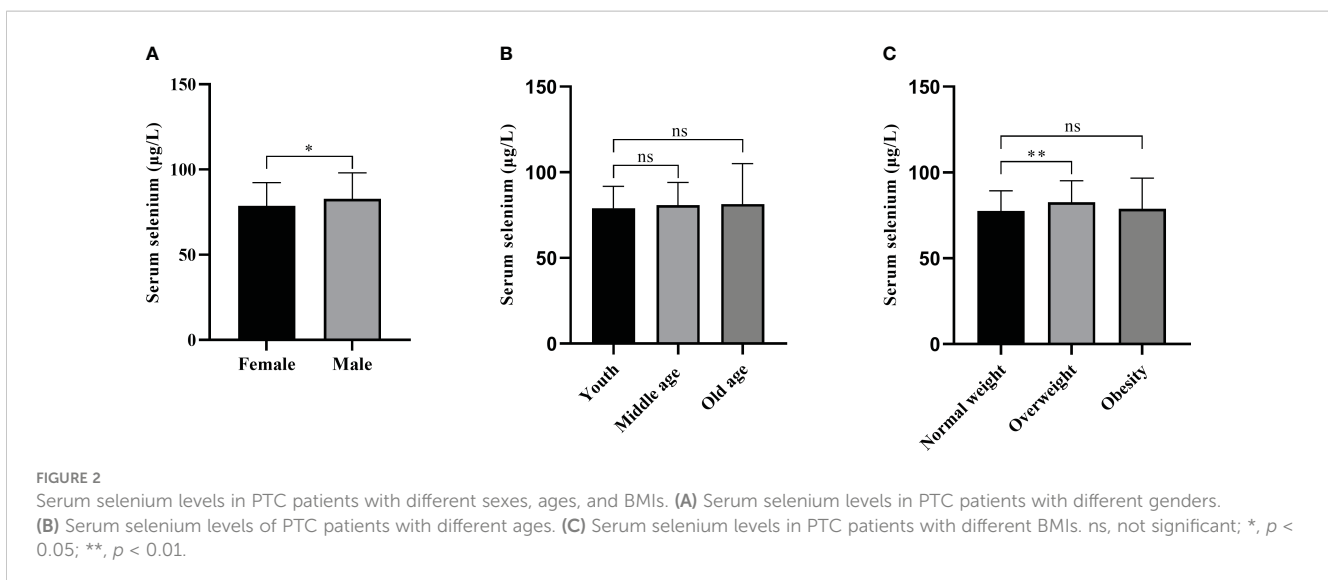 A
150
100
50
0
Serum selenium (µg/L)
*
Female
Male
B
150
100
50
0
Serum selenium (µg/L)
ns
ns
Youth
Middle age
Old age
C
150
100
50
0
Serum selenium (µg/L)
ns
**
Normal weight
Overweight
Obesity
FIGURE 2
Serum selenium levels in PTC patients with different sexes, ages, and BMIs. (A) Serum selenium levels in PTC patients with different genders.
(B) Serum selenium levels of PTC patients with different ages. (C) Serum selenium levels in PTC patients with different BMIs. ns, not significant; *, p <
0.05; **, p < 0.01.